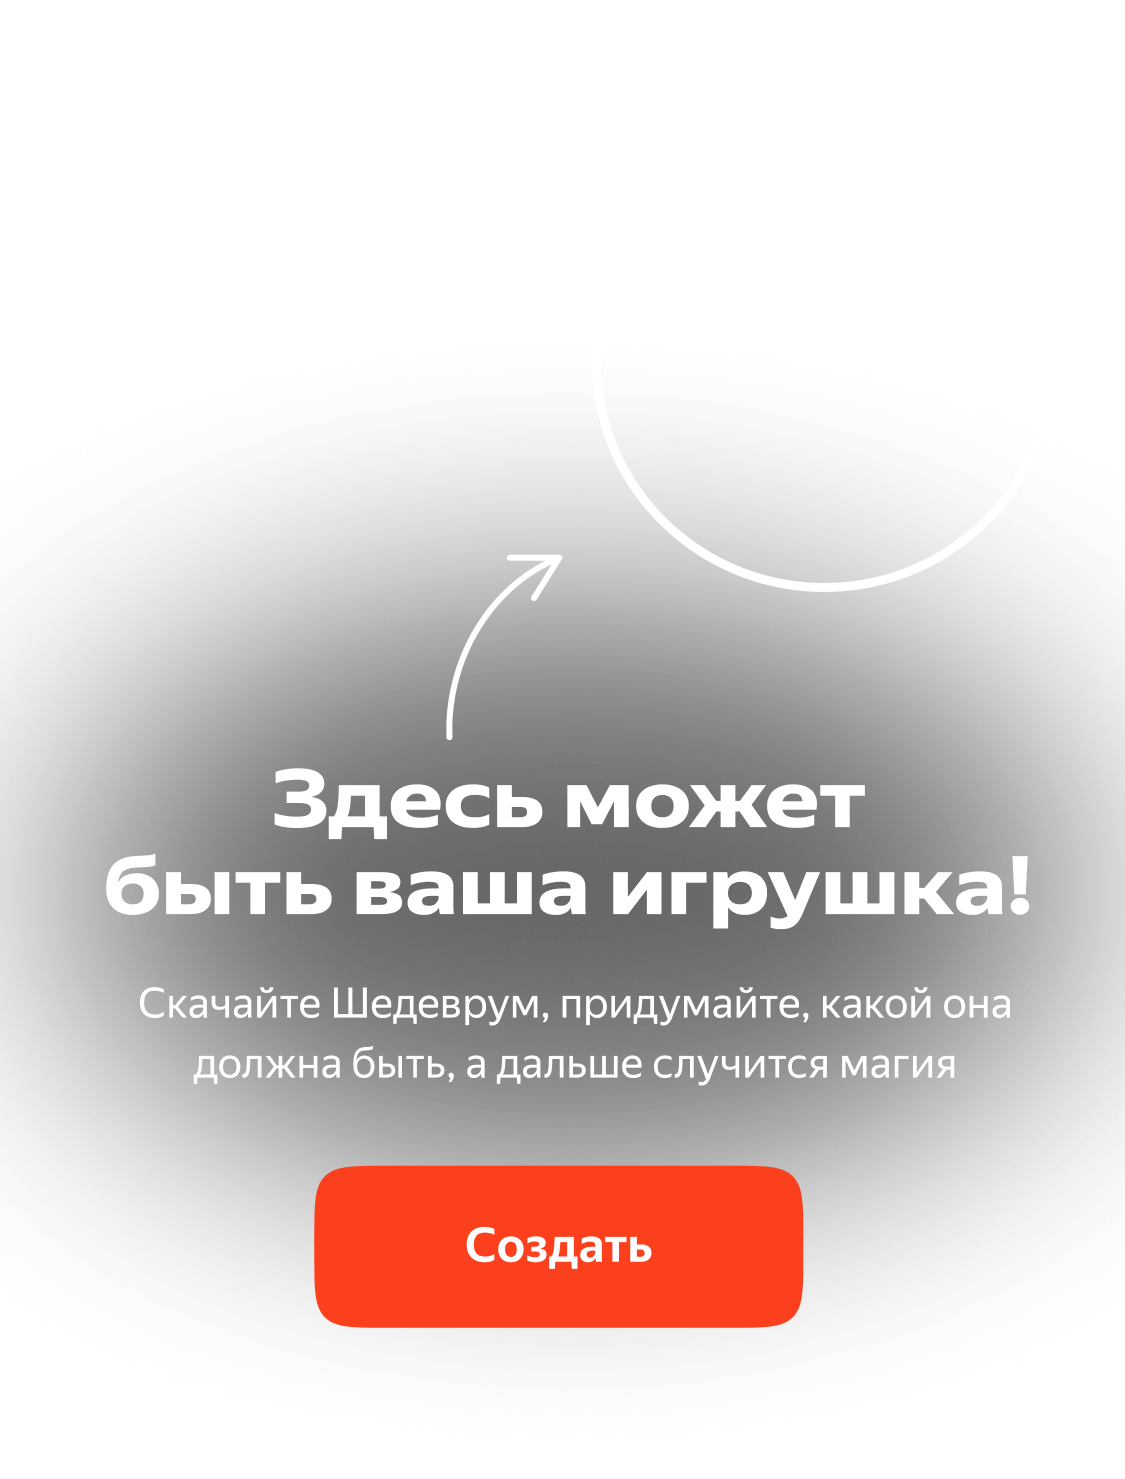 Здесь может
быть ваша игрушка!
Скачайте Шедеврум, придумайте, какой она
должна быть, а дальше случится магия
Создать